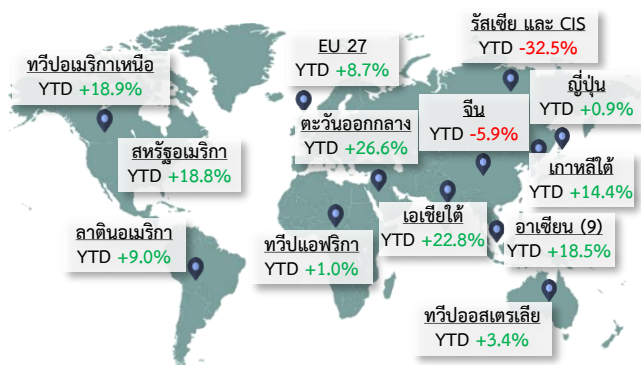 ทวีปอเมริกาเหนือ
YTD +18.9%
EU 27
YTD +8.7%
รัสเซีย และ CIS
YTD -32.5%
ญี่ปุ่น
YTD +0.9%
ตะวันออกกลาง
YTD +26.6%
จีน
YTD -5.9%
สหรัฐอเมริกา
YTD +18.8%
เกาหลีใต้
YTD +14.4%
ลาตินอเมริกา
YTD +9.0%
ทวีปแอฟริกา
YTD +1.0%
เอเชียใต้
YTD +22.8%
อาเซียน (9)
YTD +18.5%
ทวีปออสเตรเลีย
YTD +3.4%